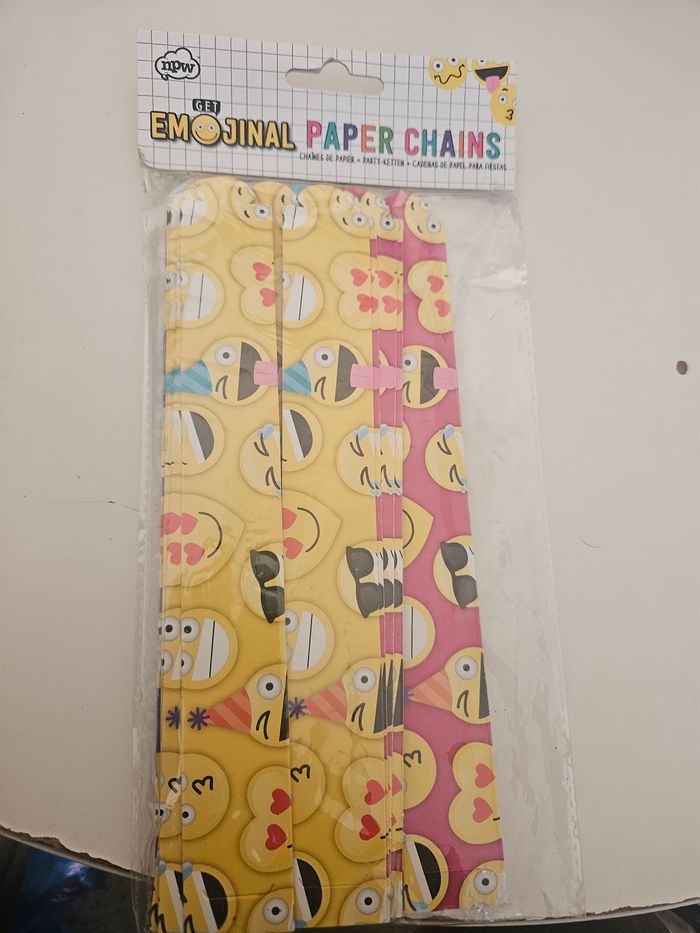 npw
GET
EMOJINAL PAPER CHAINS
CHAÎNES DE PAPIER • PARTY-KETTEN • CADENAS DE PAPEL PARA FIESTAS